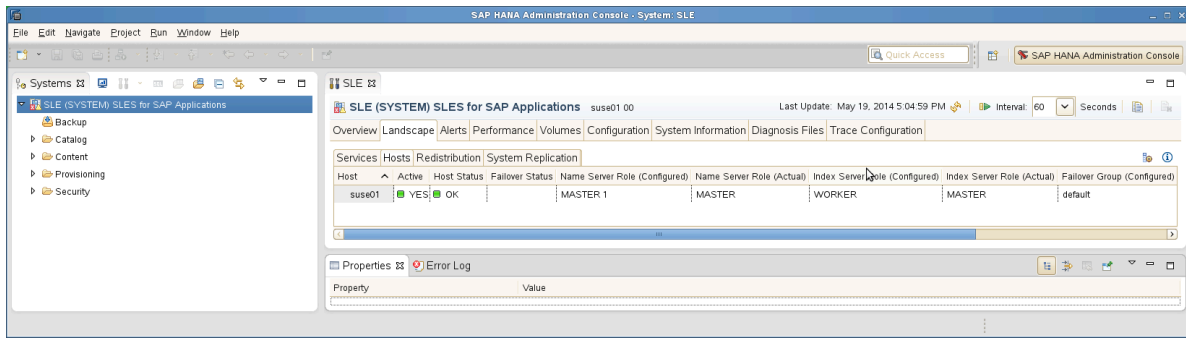 SAP HANA Administration Console - System: SLE
File Edit Navigate Project Run Window Help
Quick Access
SAP HANA Administration Console
Systems
SLE
SLE (SYSTEM) SLES for SAP Applications
Backup
Catalog
Content
Provisioning
Security
SLE (SYSTEM) SLES for SAP Applications suse01 00
Last Update: May 19, 2014 5:04:59 PM Interval: 60 Seconds
Overview Landscape Alerts Performance Volumes Configuration System Information Diagnosis Files Trace Configuration
Services Hosts Redistribution System Replication
Host Active Host Status Failover Status Name Server Role (Configured) Name Server Role (Actual) Index Server Role (Configured) Index Server Role (Actual) Failover Group (Configured)
suse01 YES OK MASTER 1 MASTER WORKER MASTER default
Properties Error Log
Property Value